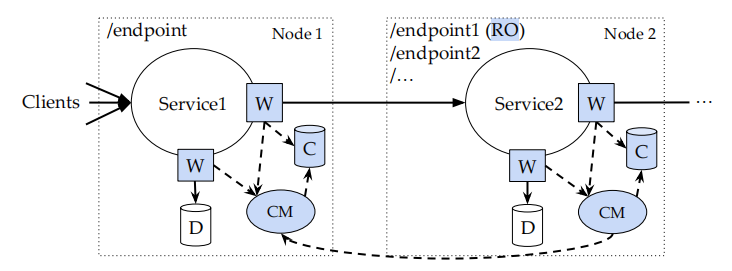 /endpoint
Node 1
/endpoint1 (RO)
Node 2
/endpoint2
/...
Clients
Service1
W
Service2
W
...
C
C
W
W
D
CM
D
CM